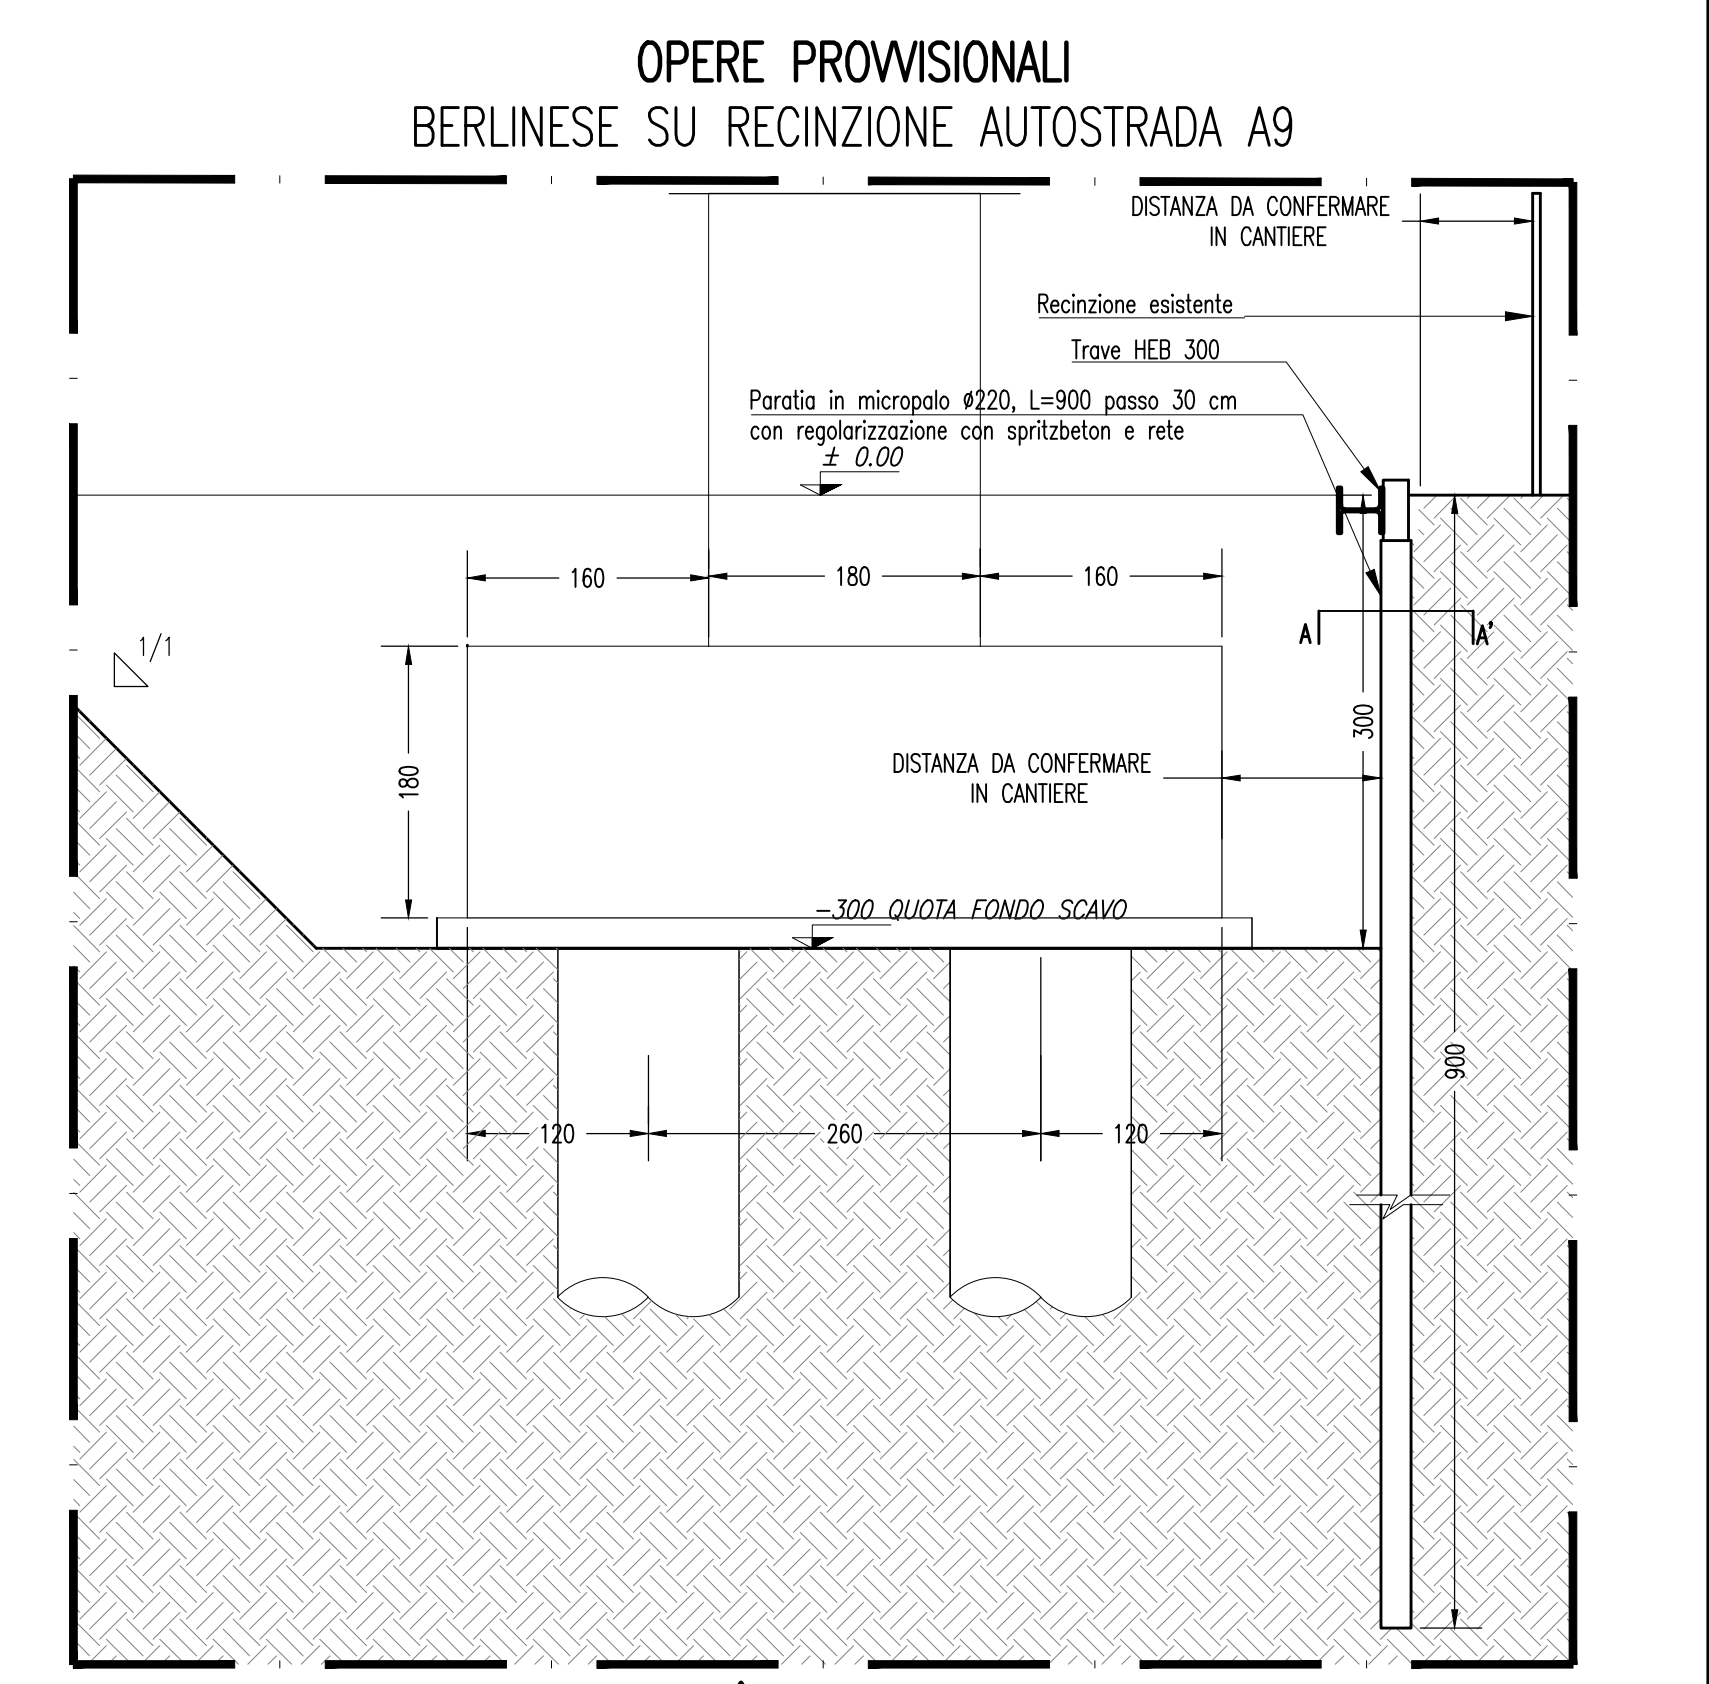 OPERE PROVVISIONALI
BERLINESE SU RECINZIONE AUTOSTRADA A9
DISTANZA DA CONFERMARE
IN CANTIERE
Recinzione esistente
Trave HEB 300
Paratia in micropalo ø220, L=900 passo 30 cm
con regolarizzazione con spritzbeton e rete
± 0.00
160
180
160
1/1
A
A'
300
180
DISTANZA DA CONFERMARE
IN CANTIERE
-300 QUOTA FONDO SCAVO
900
120
260
120